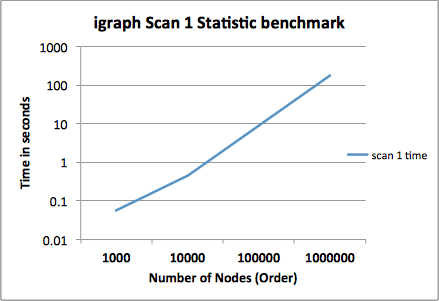 igraph Scan 1 Statistic benchmark
1000
100
10
1
0.1
0.01
Time in seconds
scan 1 time
1000 10000 100000 1000000
Number of Nodes (Order)